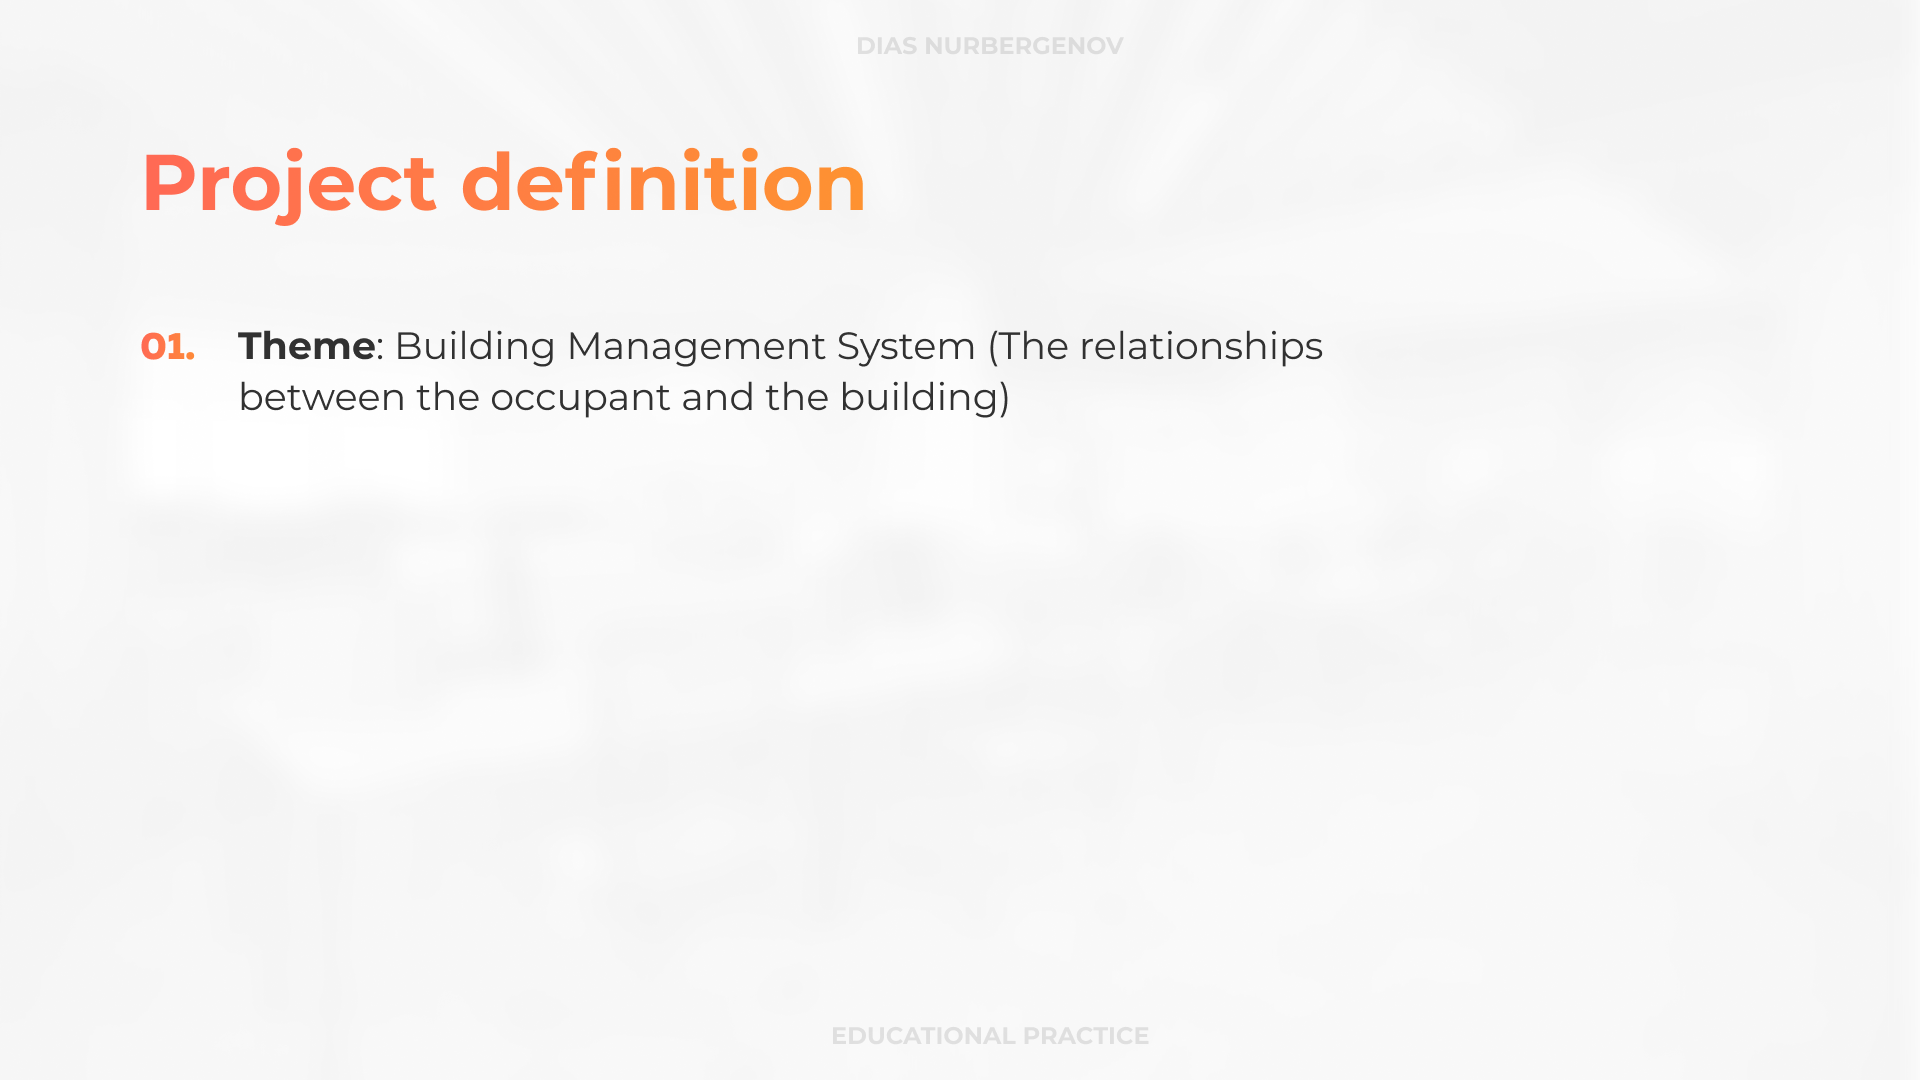 DIAS NURBERGENOV
Project definition
01. Theme: Building Management System (The relationships
between the occupant and the building)
EDUCATIONAL PRACTICE